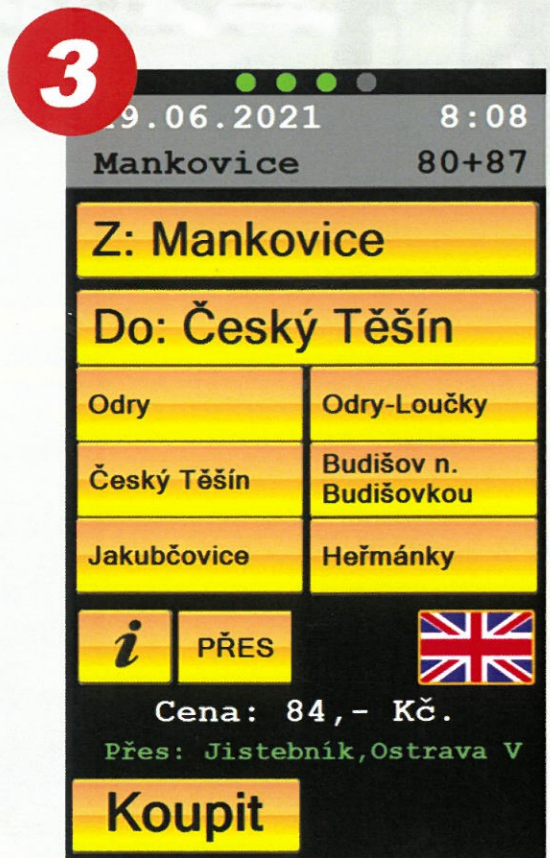 3
19.06.2021 8:08
Mankovice 80+87
Z: Mankovice
Do: Český Těšín
Odry Odry-Loučky
Český Těšín Budišov n.
Budišovkou
Jakubčovice Heřmánky
i PŘES
Cena: 84,- Kč.
Přes: Jistebník,Ostrava V
Koupit